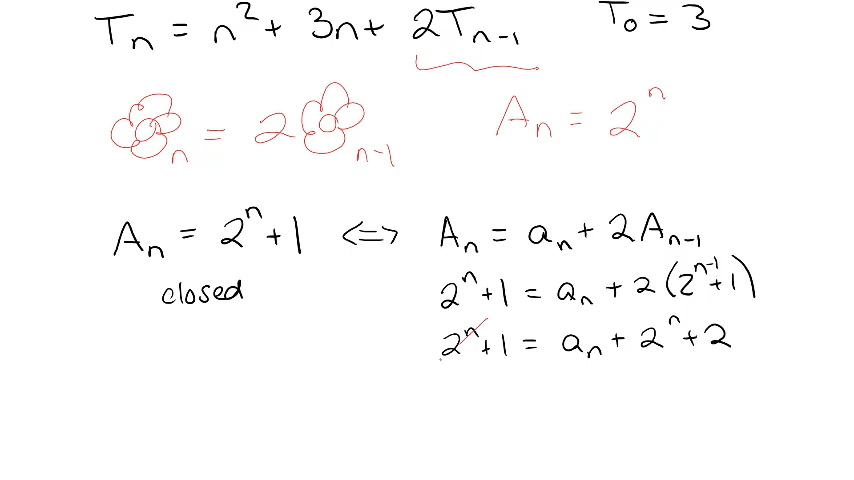 Tₙ = n² + 3n + 2Tₙ₋₁    T₀ = 3
ₙ = 2 ₙ₋₁    Aₙ = 2ⁿ
Aₙ = 2ⁿ + 1 <=> Aₙ = aₙ + 2Aₙ₋₁
closed    2ⁿ + 1 = aₙ + 2(2ⁿ⁻¹ + 1)
2ⁿ + 1 = aₙ + 2ⁿ + 2